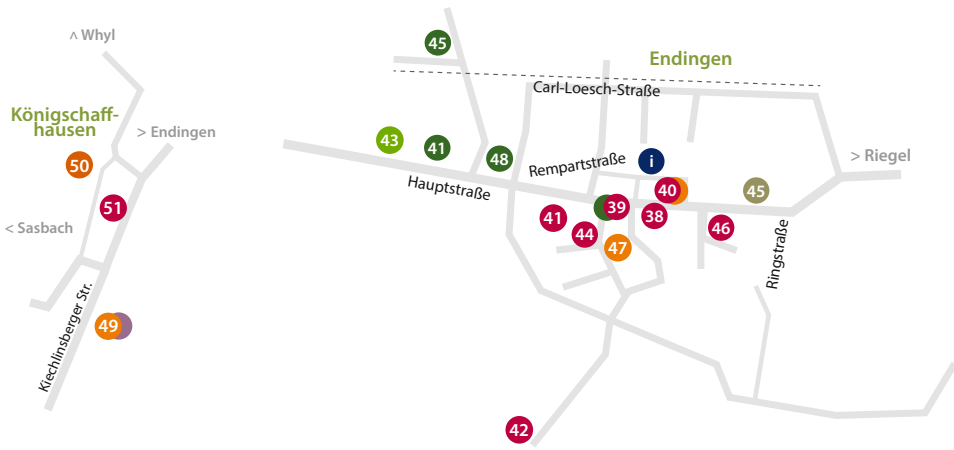 ^ Whyl
Königschaff-
hausen
> Endingen
50
51
< Sasbach
49
Kiechlinsberger Str.
45
Endingen
Carl-Loesch-Straße
43
41
48
Rempartstraße
i
> Riegel
Hauptstraße
40
45
39
38
41
44
46
47
Ringstraße
42